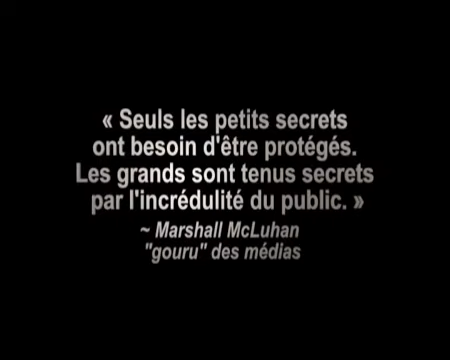 « Seuls les petits secrets
ont besoin d'être protégés.
Les grands sont tenus secrets
par l'incrédulité du public. »
~ Marshall McLuhan
"gourou" des médias